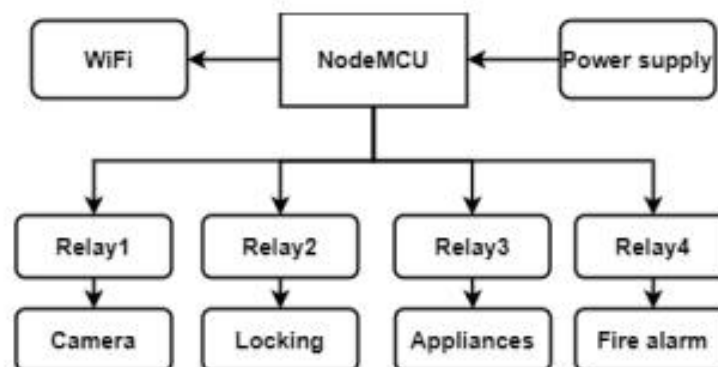 WiFi
NodeMCU
Power supply
Relay1
Relay2
Relay3
Relay4
Camera
Locking
Appliances
Fire alarm